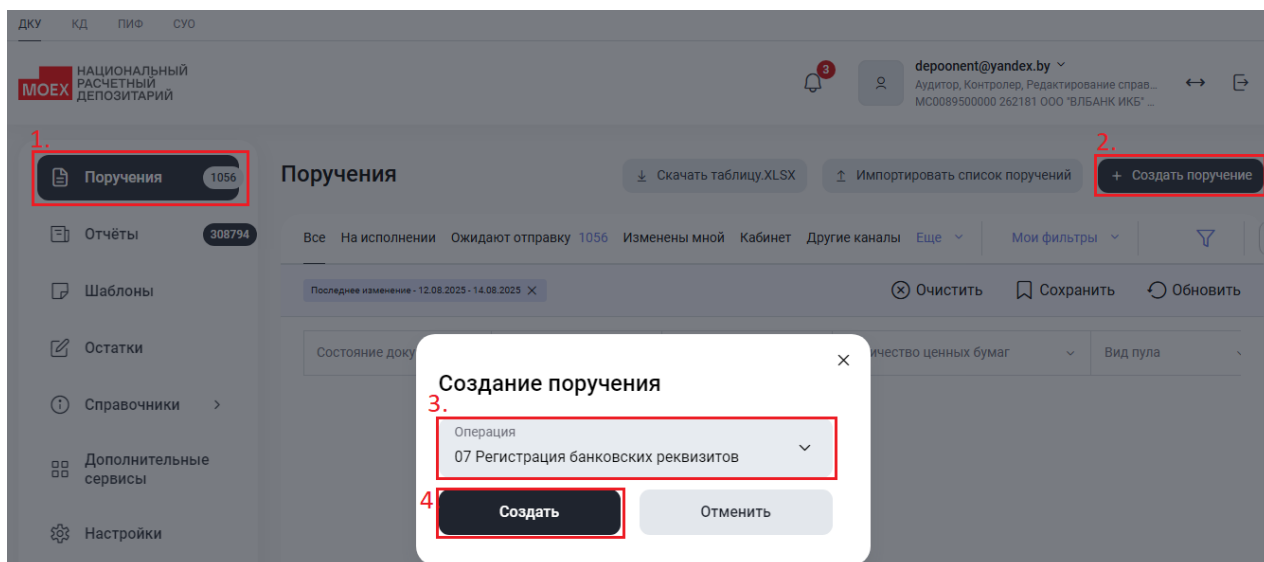 ДКУ КД ПИФ СУО
MOEX НАЦИОНАЛЬНЫЙ
РАСЧЕТНЫЙ
ДЕПОЗИТАРИЙ
3
depoonent@yandex.by
Аудитор, Контролер, Редактирование справ...
MC0089500000 262181 ООО "ВЛБАНК ИКБ" ...
1.
Поручения 1056
Поручения
Скачать таблицу.XLSX
Импортировать список поручений
2.
+ Создать поручение
Отчёты 308794
Все На исполнении Ожидают отправку 1056 Изменены мной Кабинет Другие каналы Еще Мои фильтры
Шаблоны
Последнее изменение - 12.08.2025 - 14.08.2025
Очистить Сохранить Обновить
Остатки
Состояние доку
ичество ценных бумаг
Вид пула
Создание поручения
3.
Справочники
Операция
07 Регистрация банковских реквизитов
Дополнительные
сервисы
4
Создать
Отменить
Настройки